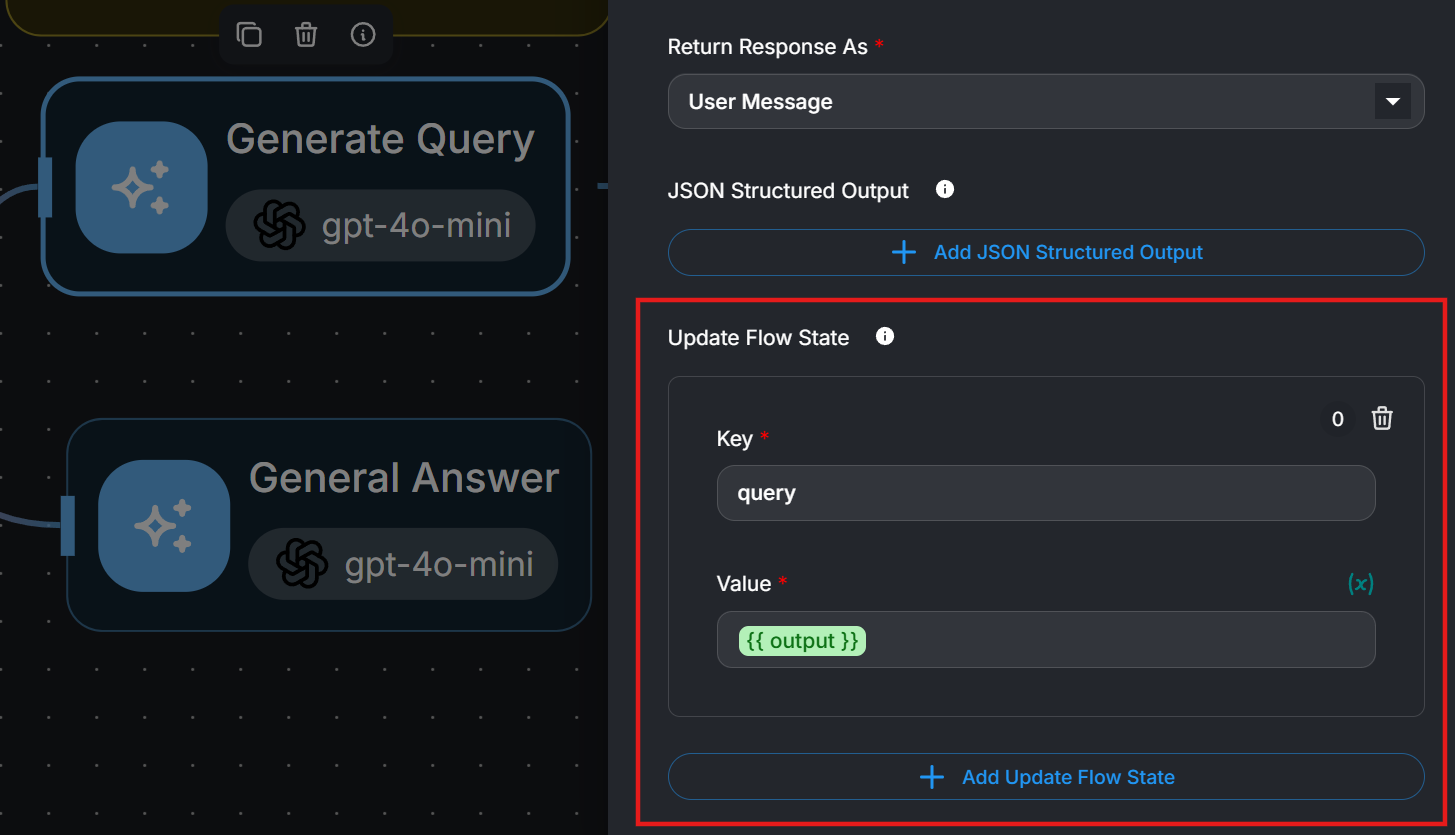 Generate Query
gpt-4o-mini
General Answer
gpt-4o-mini
Return Response As *
User Message
JSON Structured Output
+ Add JSON Structured Output
Update Flow State
0
Key *
query
Value *
(x)
{{ output }}
+ Add Update Flow State